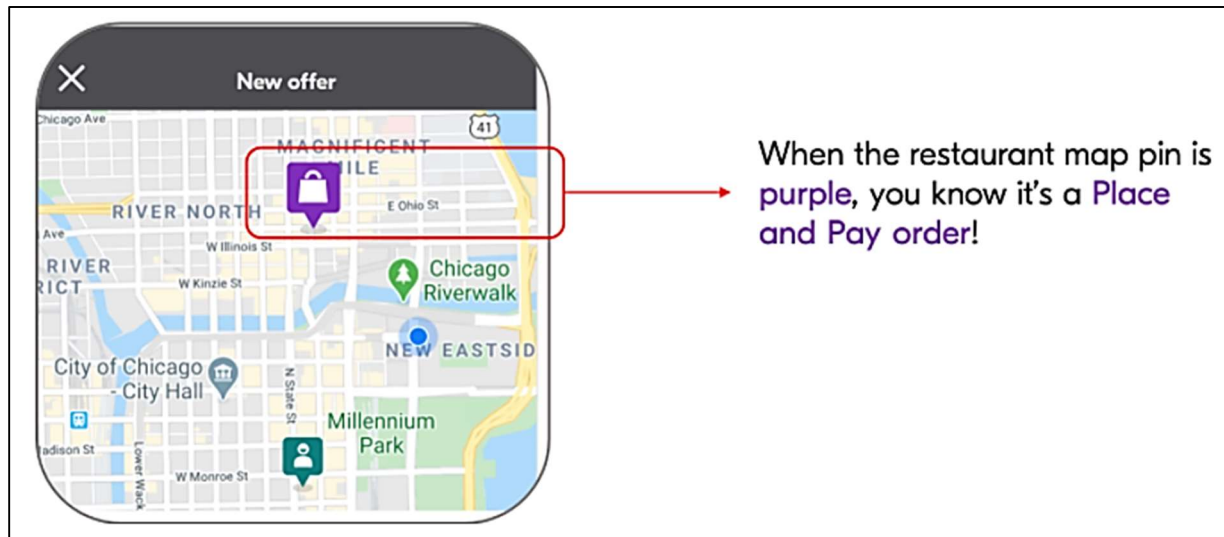 New offer
Chicago Ave
41
MAGNIFICENT
MILE
E Ohio St
RIVER NORTH
Ave
W Illinois St
RIVER
RICT
W Kinzie St
Chicago
Riverwalk
NEW EASTSID
City of Chicago
- City Hall
N State St
Millennium
Park
adison St
Lower Wack
W Monroe St
When the restaurant map pin is
purple, you know it's a Place
and Pay order!